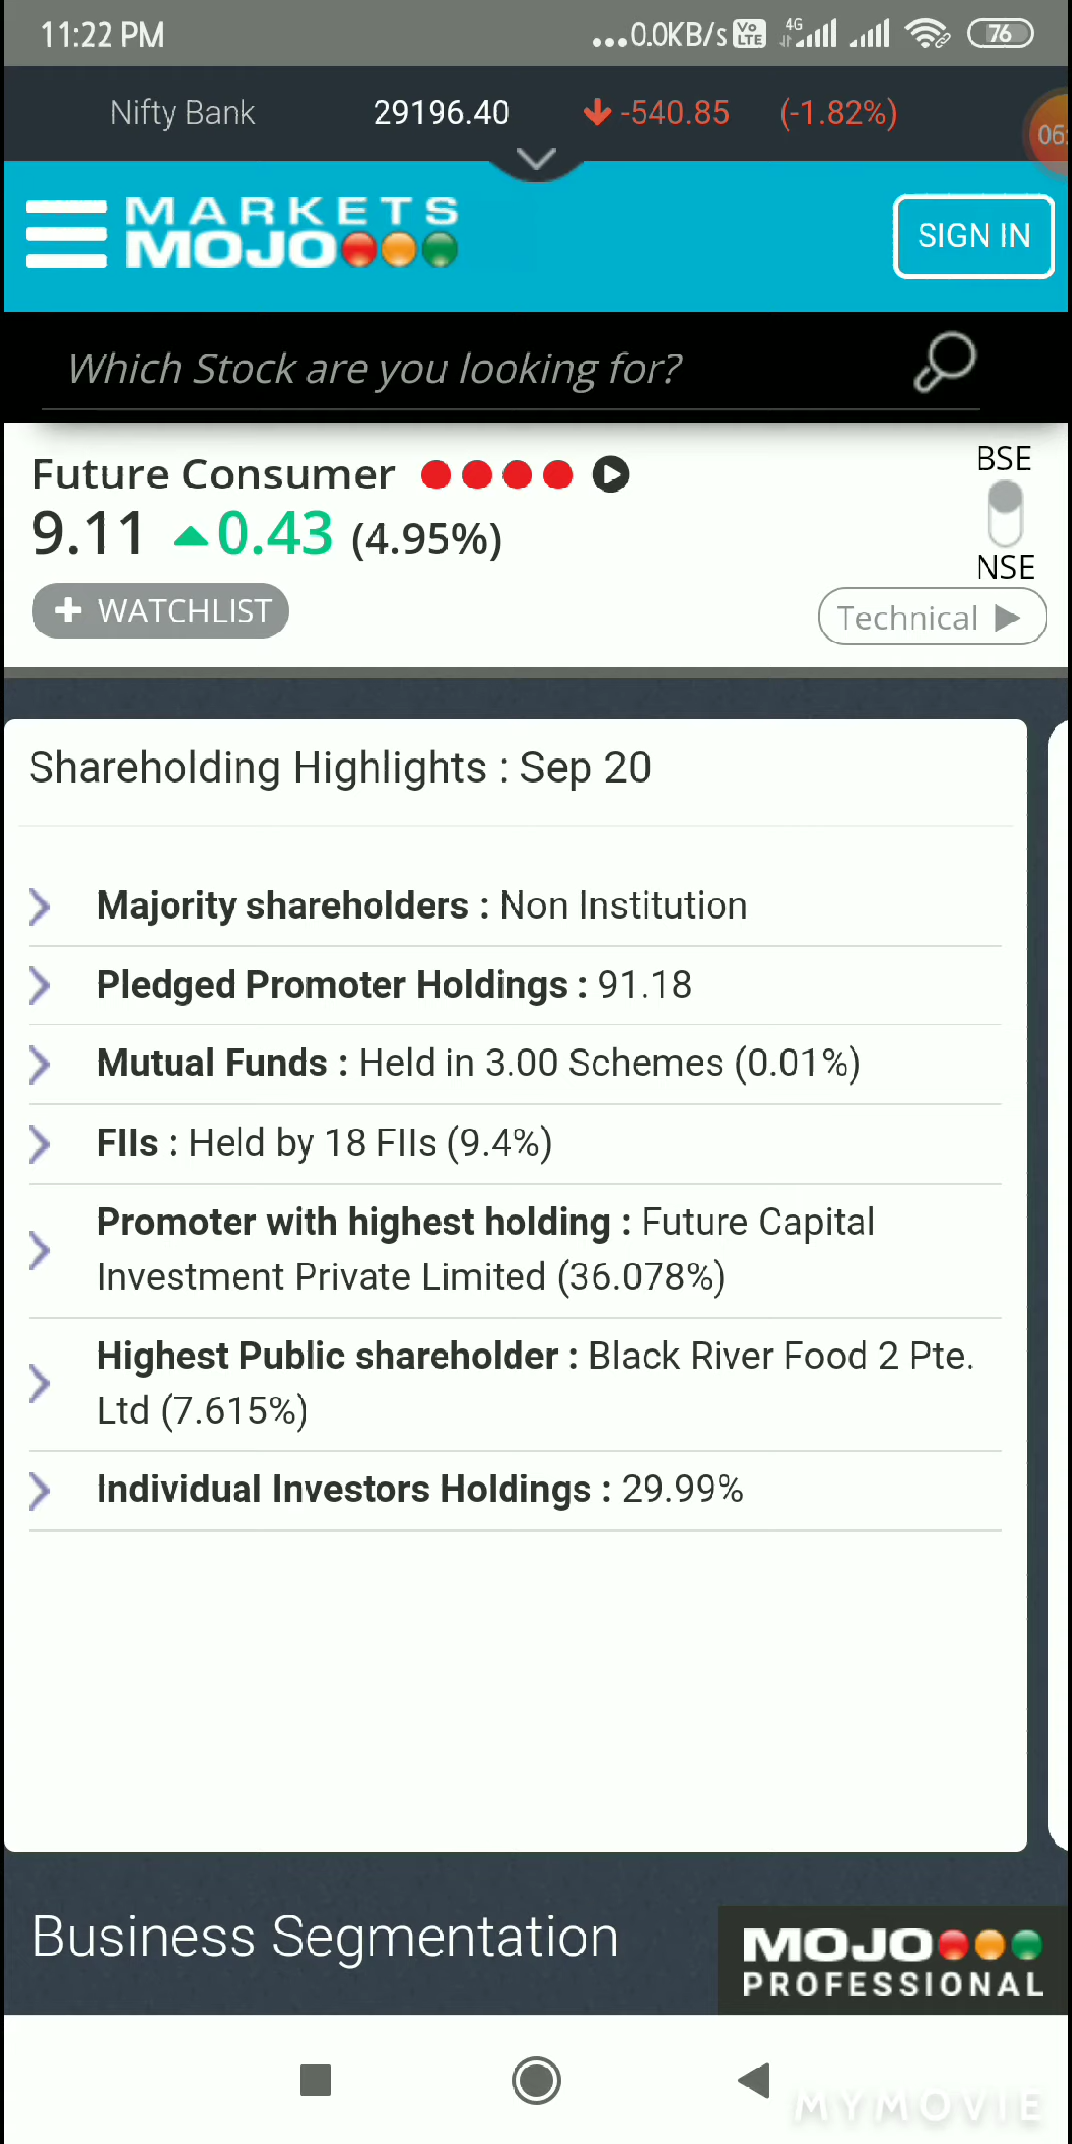 11:22 PM ...0.0KB/s Vo LTE 4G 76
Nifty Bank 29196.40 -540.85 (-1.82%)
06:
MARKETS
MOJO
SIGN IN
Which Stock are you looking for?
Future Consumer
BSE
9.11 0.43 (4.95%)
NSE
+ WATCHLIST
Technical
Shareholding Highlights : Sep 20
Majority shareholders : Non Institution
Pledged Promoter Holdings : 91.18
Mutual Funds : Held in 3.00 Schemes (0.01%)
FIIs : Held by 18 FIIs (9.4%)
Promoter with highest holding : Future Capital
Investment Private Limited (36.078%)
Highest Public shareholder : Black River Food 2 Pte.
Ltd (7.615%)
Individual Investors Holdings : 29.99%
Business Segmentation
MOJO
PROFESSIONAL
MYMOVIE